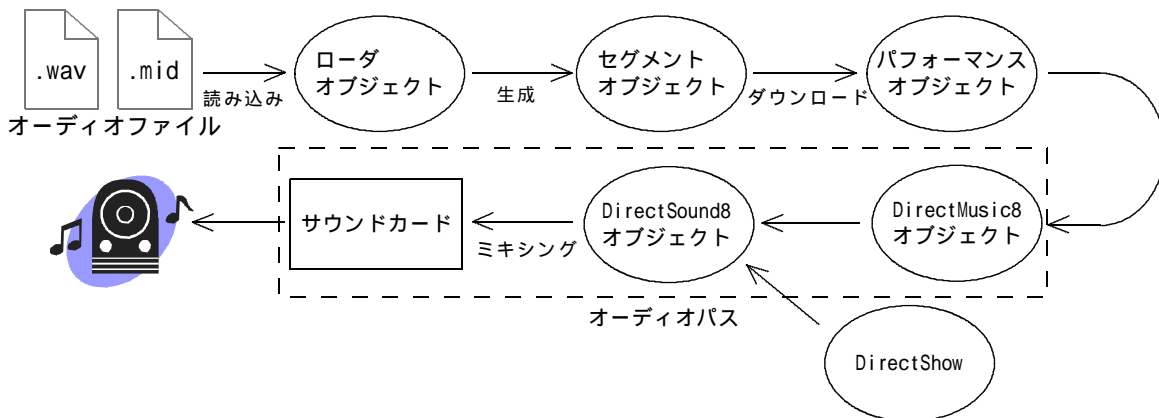 .wav
.mid
オーディオファイル
読み込み
ローダ
オブジェクト
生成
セグメント
オブジェクト
ダウンロード
パフォーマンス
オブジェクト
サウンドカード
ミキシング
DirectSound8
オブジェクト
DirectMusic8
オブジェクト
オーディオパス
DirectShow